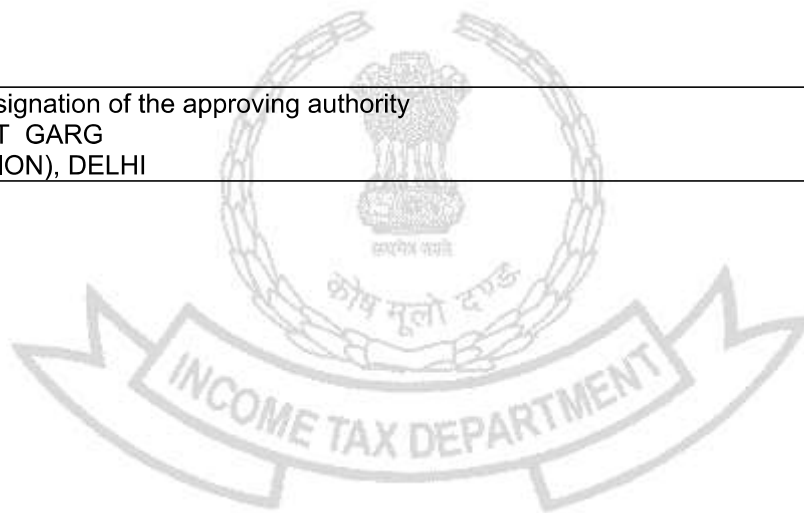 signation of the approving authority
T GARG
ION), DELHI
सत्यमेव जयते
कोष मूलो दण्डः
INCOME TAX DEPARTMENT